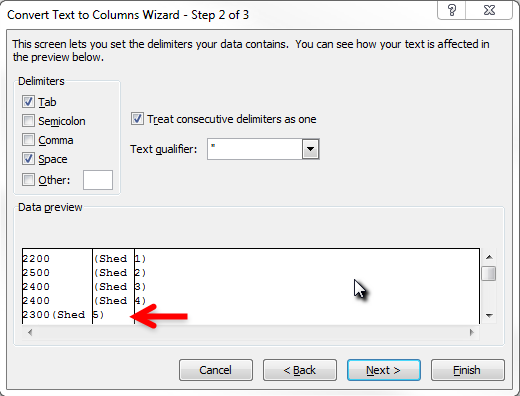 Convert Text to Columns Wizard - Step 2 of 3
This screen lets you set the delimiters your data contains. You can see how your text is affected in the preview below.
Delimiters
Tab
Semicolon
Comma
Space
Other:
Treat consecutive delimiters as one
Text qualifier: "
Data preview
2200 (Shed 1)
2500 (Shed 2)
2400 (Shed 3)
2400 (Shed 4)
2300(Shed 5)
Cancel < Back Next > Finish